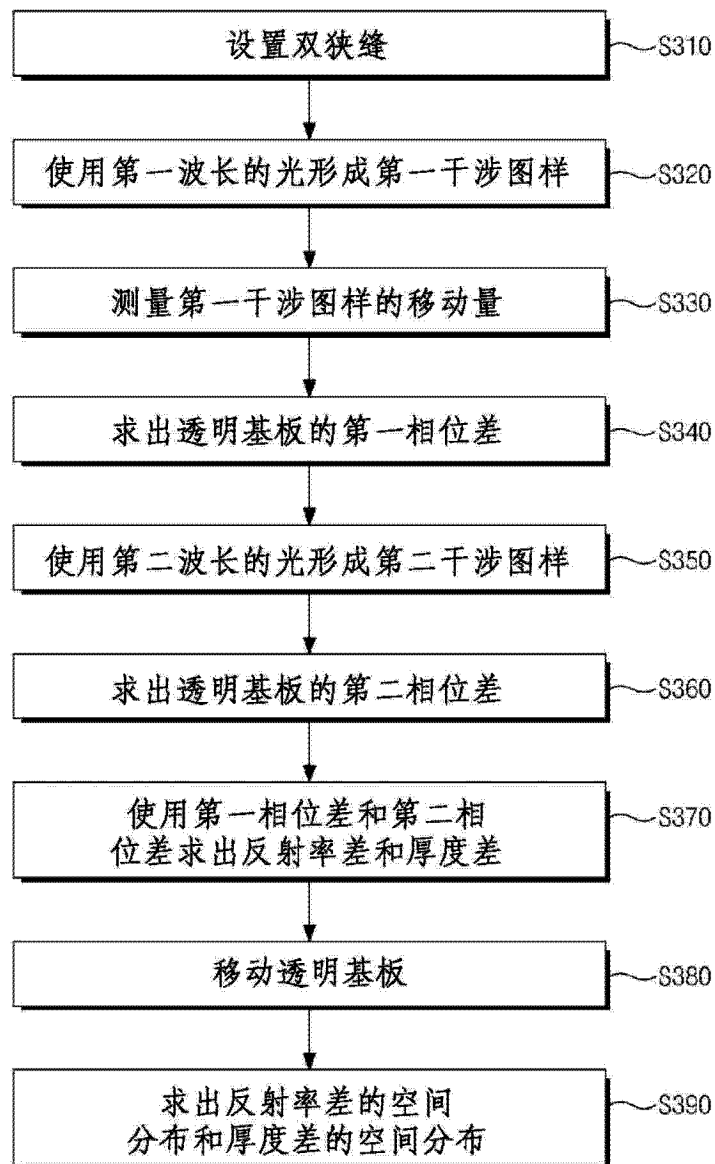 设置双狭缝
S310
使用第一波长的光形成第一干涉图样
S320
测量第一干涉图样的移动量
S330
求出透明基板的第一相位差
S340
使用第二波长的光形成第二干涉图样
S350
求出透明基板的第二相位差
S360
使用第一相位差和第二相
位差求出反射率差和厚度差
S370
移动透明基板
S380
求出反射率差的空间
分布和厚度差的空间分布
S390